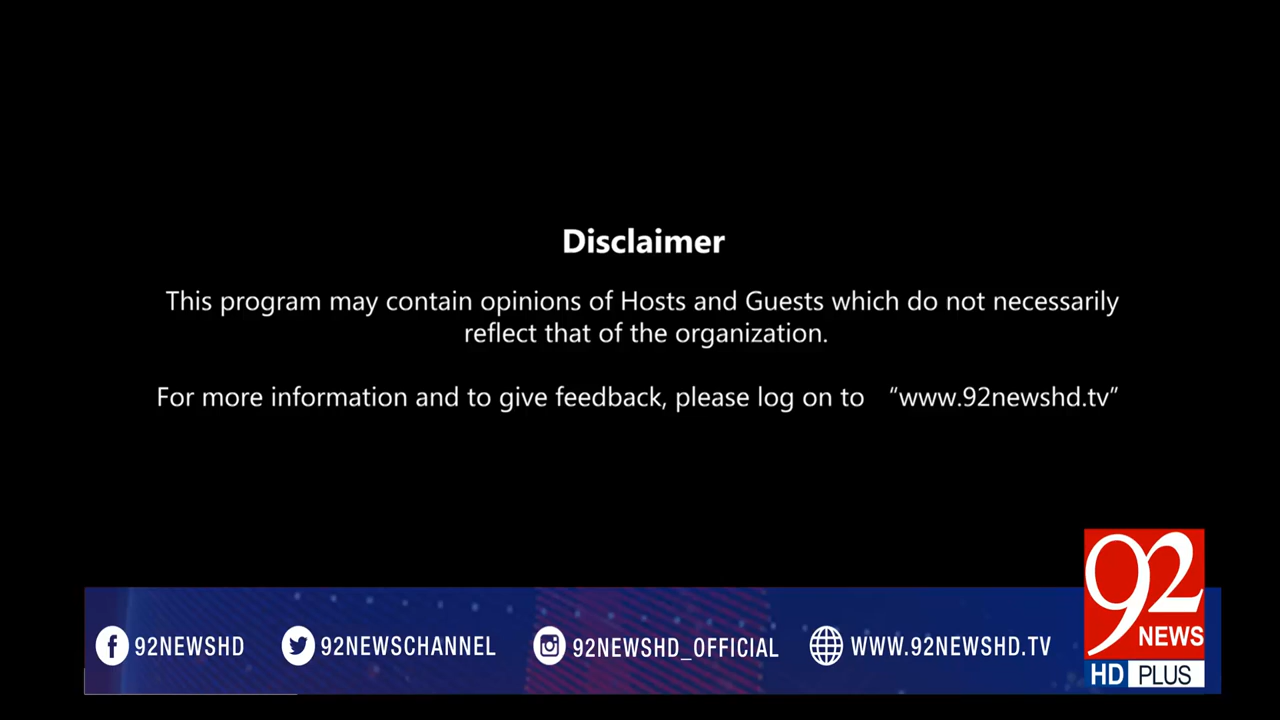 Disclaimer
This program may contain opinions of Hosts and Guests which do not necessarily
reflect that of the organization.
For more information and to give feedback, please log on to “www.92newshd.tv”
92NEWSHD
92NEWSCHANNEL
92NEWSHD_OFFICIAL
WWW.92NEWSHD.TV
92
NEWS
HD PLUS